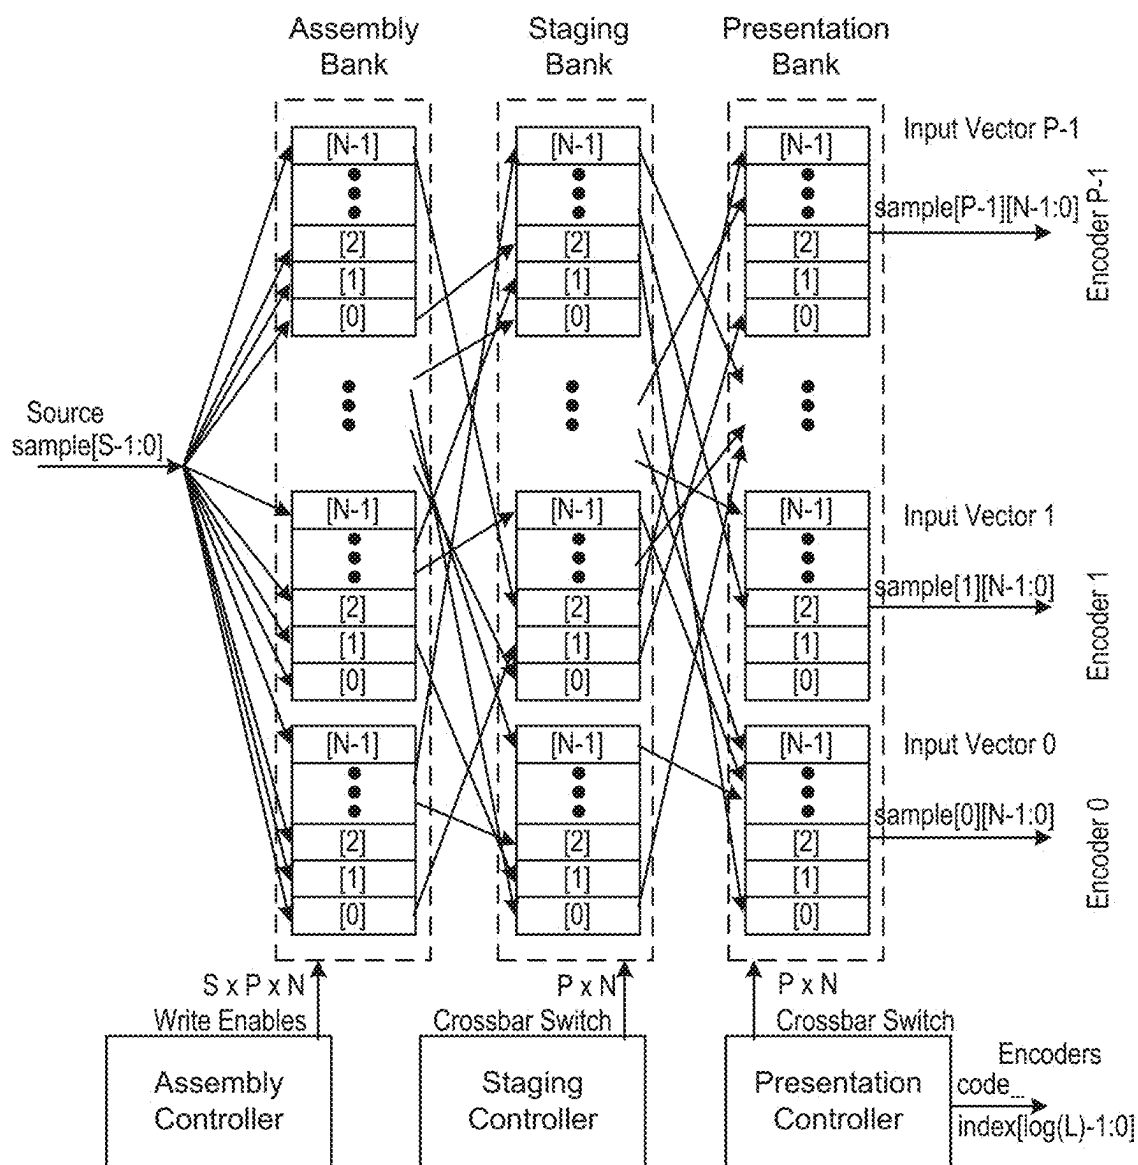 Assembly
Bank
Staging
Bank
Presentation
Bank
[N-1]
[2]
[1]
[0]
[N-1]
[2]
[1]
[0]
[N-1]
[2]
[1]
[0]
Input Vector P-1
sample[P-1][N-1:0]
Encoder P-1
Source
sample[S-1:0]
[N-1]
[2]
[1]
[0]
[N-1]
[2]
[1]
[0]
[N-1]
[2]
[1]
[0]
Input Vector 1
sample[1][N-1:0]
Encoder 1
[N-1]
[2]
[1]
[0]
[N-1]
[2]
[1]
[0]
[N-1]
[2]
[1]
[0]
Input Vector 0
sample[0][N-1:0]
Encoder 0
S x P x N
Write Enables
P x N
Crossbar Switch
P x N
Crossbar Switch
Assembly
Controller
Staging
Controller
Presentation
Controller
Encoders
code_
index[log(L)-1:0]